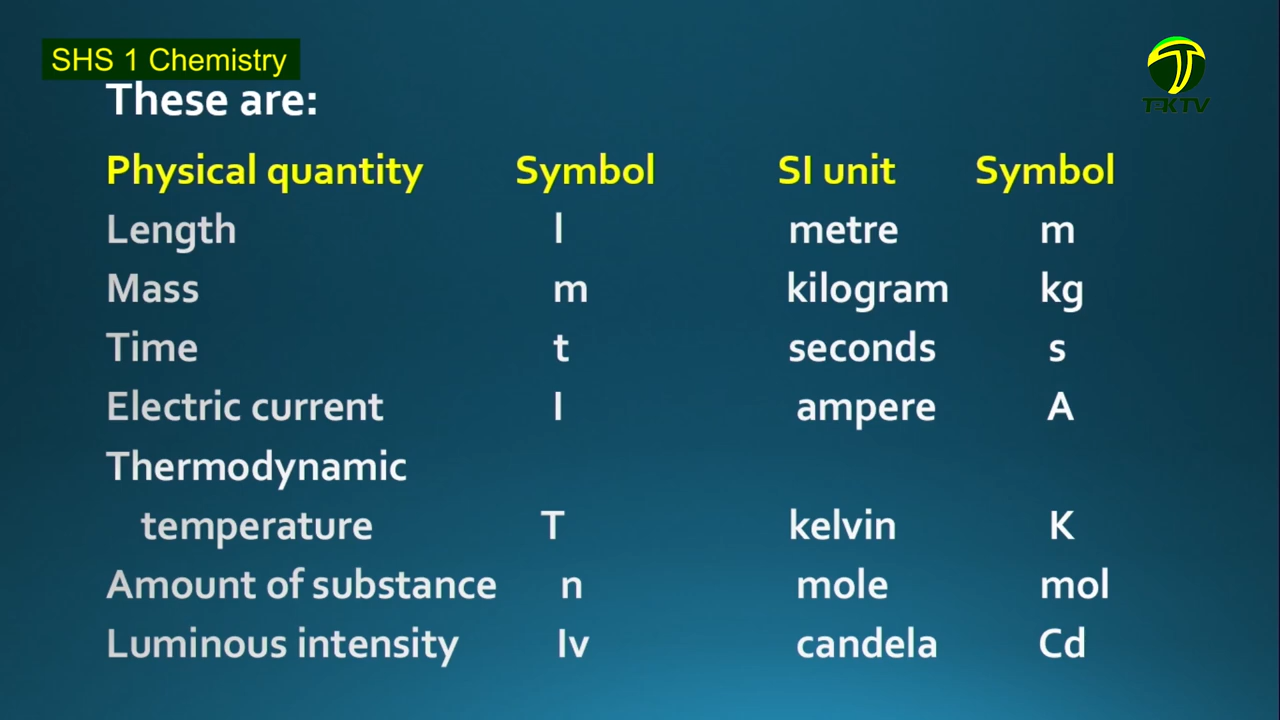 SHS 1 Chemistry
T-KTV
These are:
Physical quantity Symbol SI unit Symbol
Length l metre m
Mass m kilogram kg
Time t seconds s
Electric current I ampere A
Thermodynamic
temperature T kelvin K
Amount of substance n mole mol
Luminous intensity Iv candela Cd